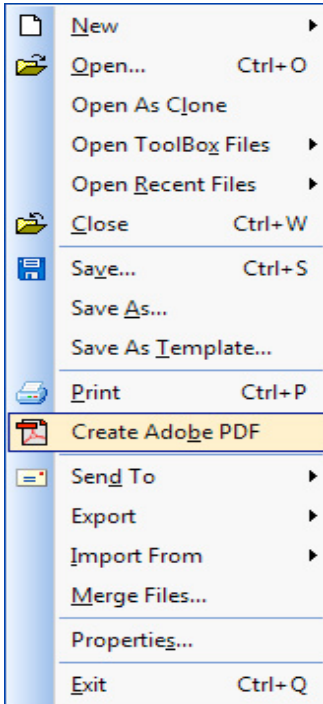 New
Open... Ctrl+O
Open As Clone
Open ToolBox Files
Open Recent Files
Close Ctrl+W
Save... Ctrl+S
Save As...
Save As Template...
Print Ctrl+P
Create Adobe PDF
Send To
Export
Import From
Merge Files...
Properties...
Exit Ctrl+Q